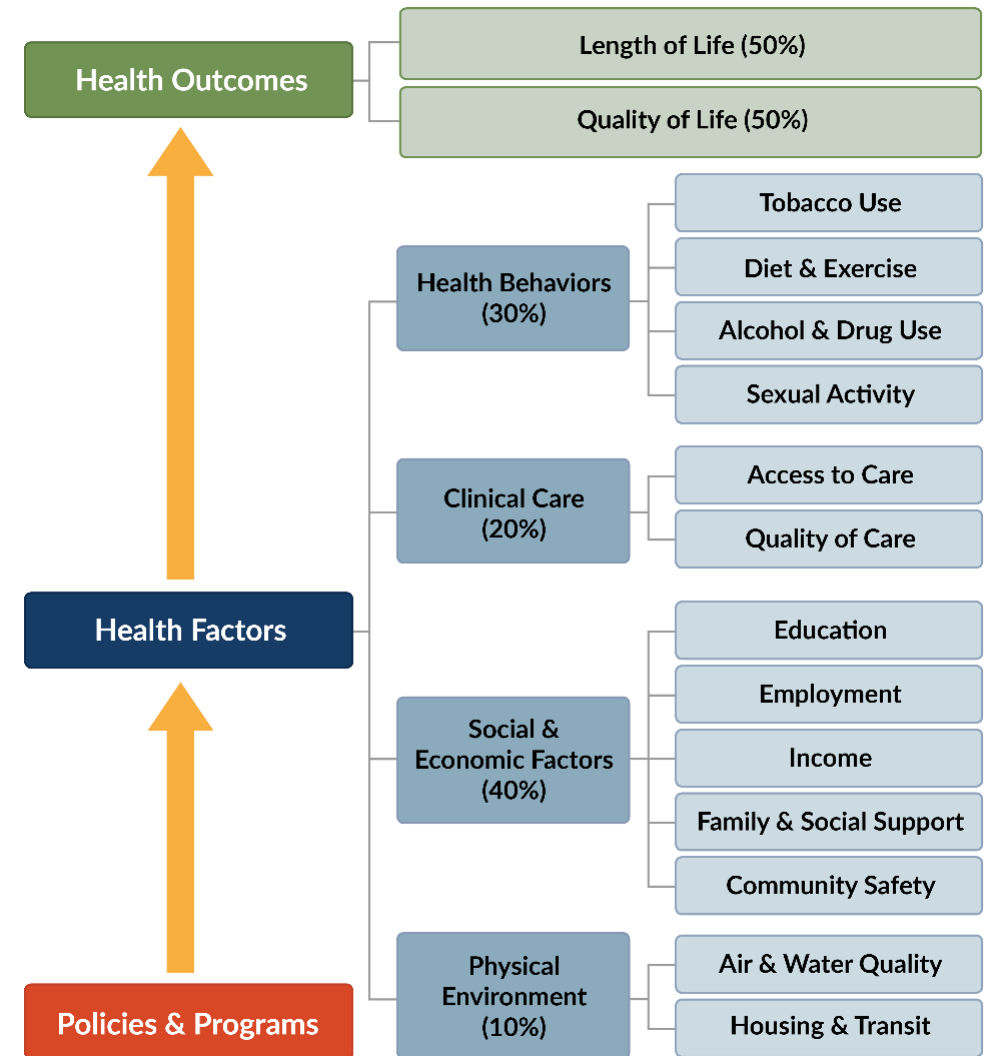 Health Outcomes
Length of Life (50%)
Quality of Life (50%)
Health Factors
Health Behaviors
(30%)
Tobacco Use
Diet & Exercise
Alcohol & Drug Use
Sexual Activity
Clinical Care
(20%)
Access to Care
Quality of Care
Social &
Economic Factors
(40%)
Education
Employment
Income
Family & Social Support
Community Safety
Physical
Environment
(10%)
Air & Water Quality
Housing & Transit
Policies & Programs